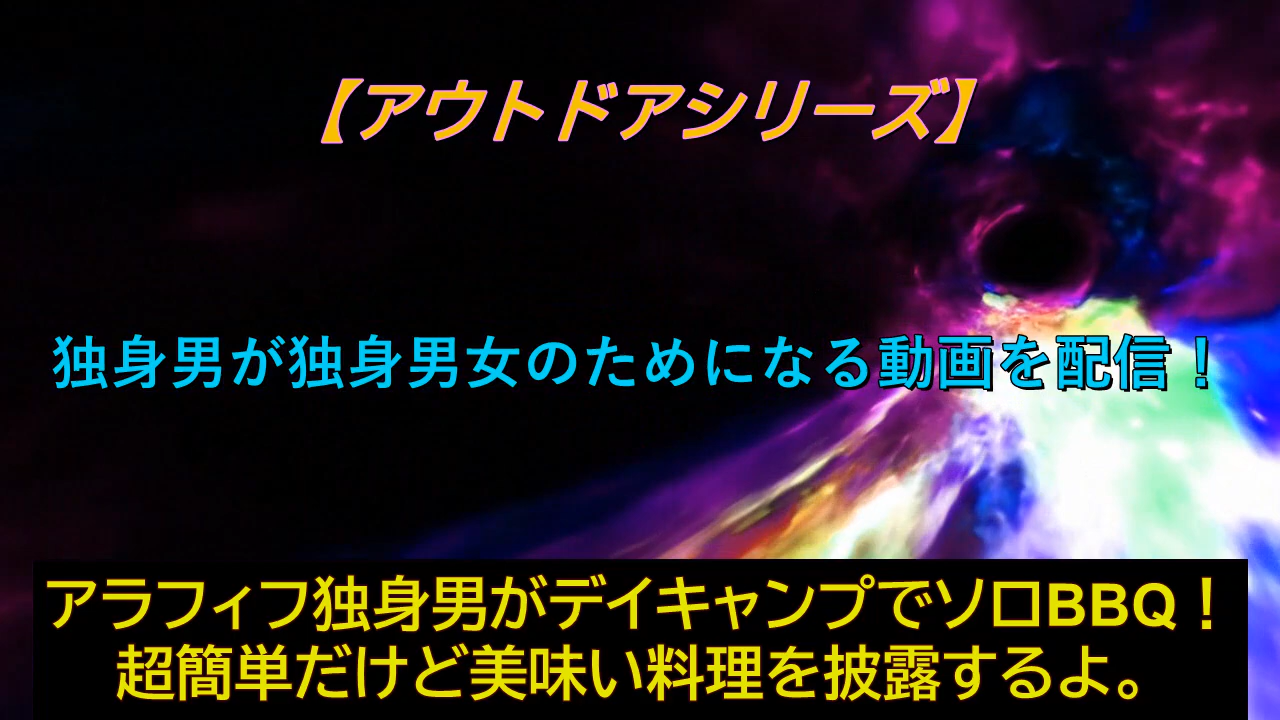 【アウトドアシリーズ】
独身男が独身男女のためになる動画を配信！
アラフィフ独身男がデイキャンプでソロBBQ！
超簡単だけど美味い料理を披露するよ。